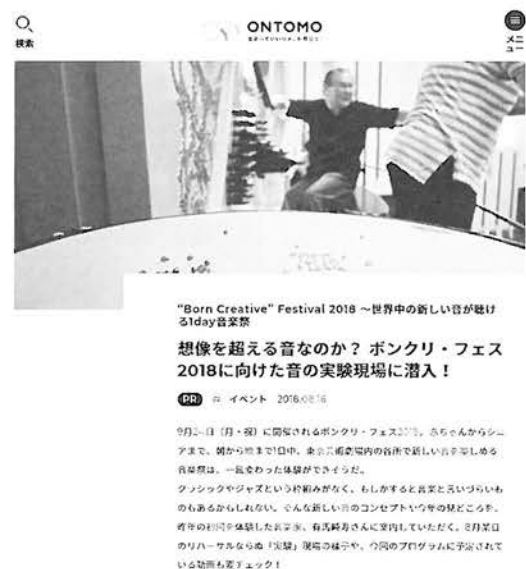 検索
ONTOMO
メニ
ュー
"Born Creative" Festival 2018 〜世界中の新しい音が聴け
る1day音楽祭
想像を超える音なのか? ボンクリ・フェス
2018に向けた音の実験現場に潜入!
PR イベント 2018.08.16
9月24日(月・祝)に開催されるボンクリ・フェス2018。赤ちゃんからシニ
アまで、朝から晩まで1日中、東京芸術劇場内の各所で新しい音を楽しめる
音楽祭は、一風変わった体験ができそうだ。
クラシックやジャズという枠組みがなく、もしかすると音楽と言いづらいも
のもあるかもしれない。そんな新しい音のコンセプトや今年の見どころを、
昨年の初回を体験した音楽家、有馬純寿さんに案内していただく。8月某日
のリハーサルならぬ「実験」現場の様子や、今回のプログラムに予定されて
いる動画も要チェック!